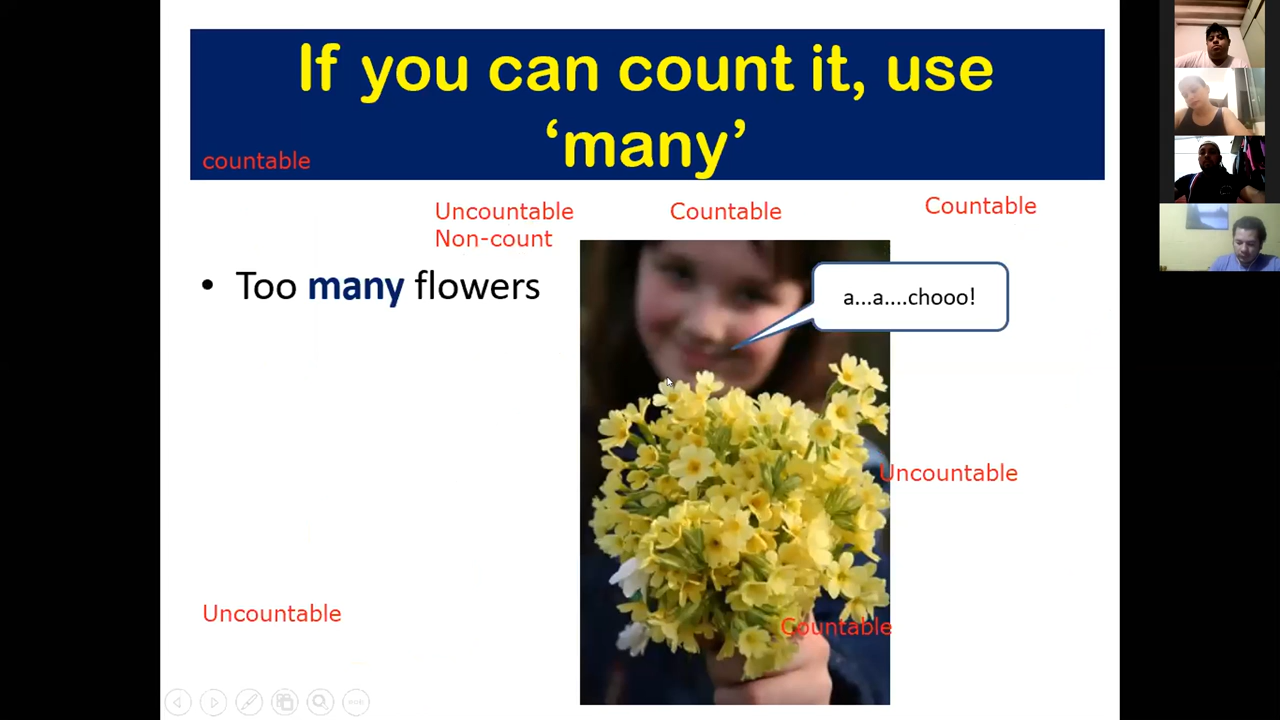 If you can count it, use
‘many’
countable
Uncountable
Non-count
Countable
Countable
• Too many flowers
a...a....chooo!
Uncountable
Uncountable
Countable